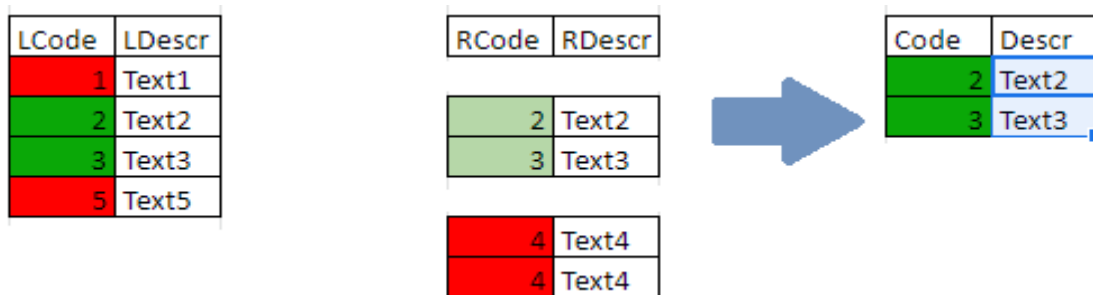 LCode LDescr RCode RDescr Code Descr
1 Text1 2 Text2
2 Text2 2 Text2 3 Text3
3 Text3 3 Text3
5 Text5
4 Text4
4 Text4